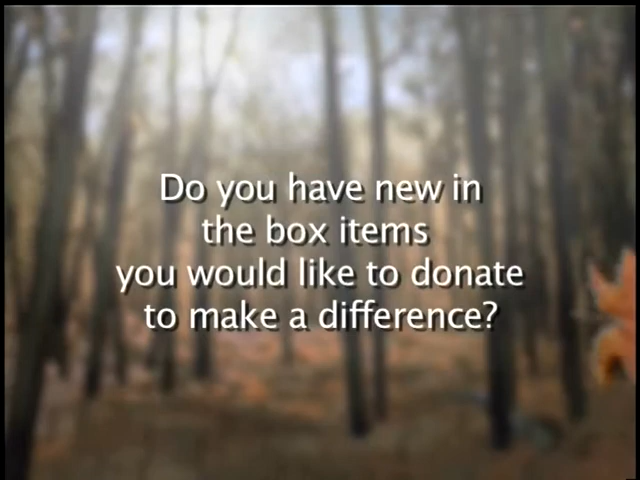 Do you have new in
the box items
you would like to donate
to make a difference?